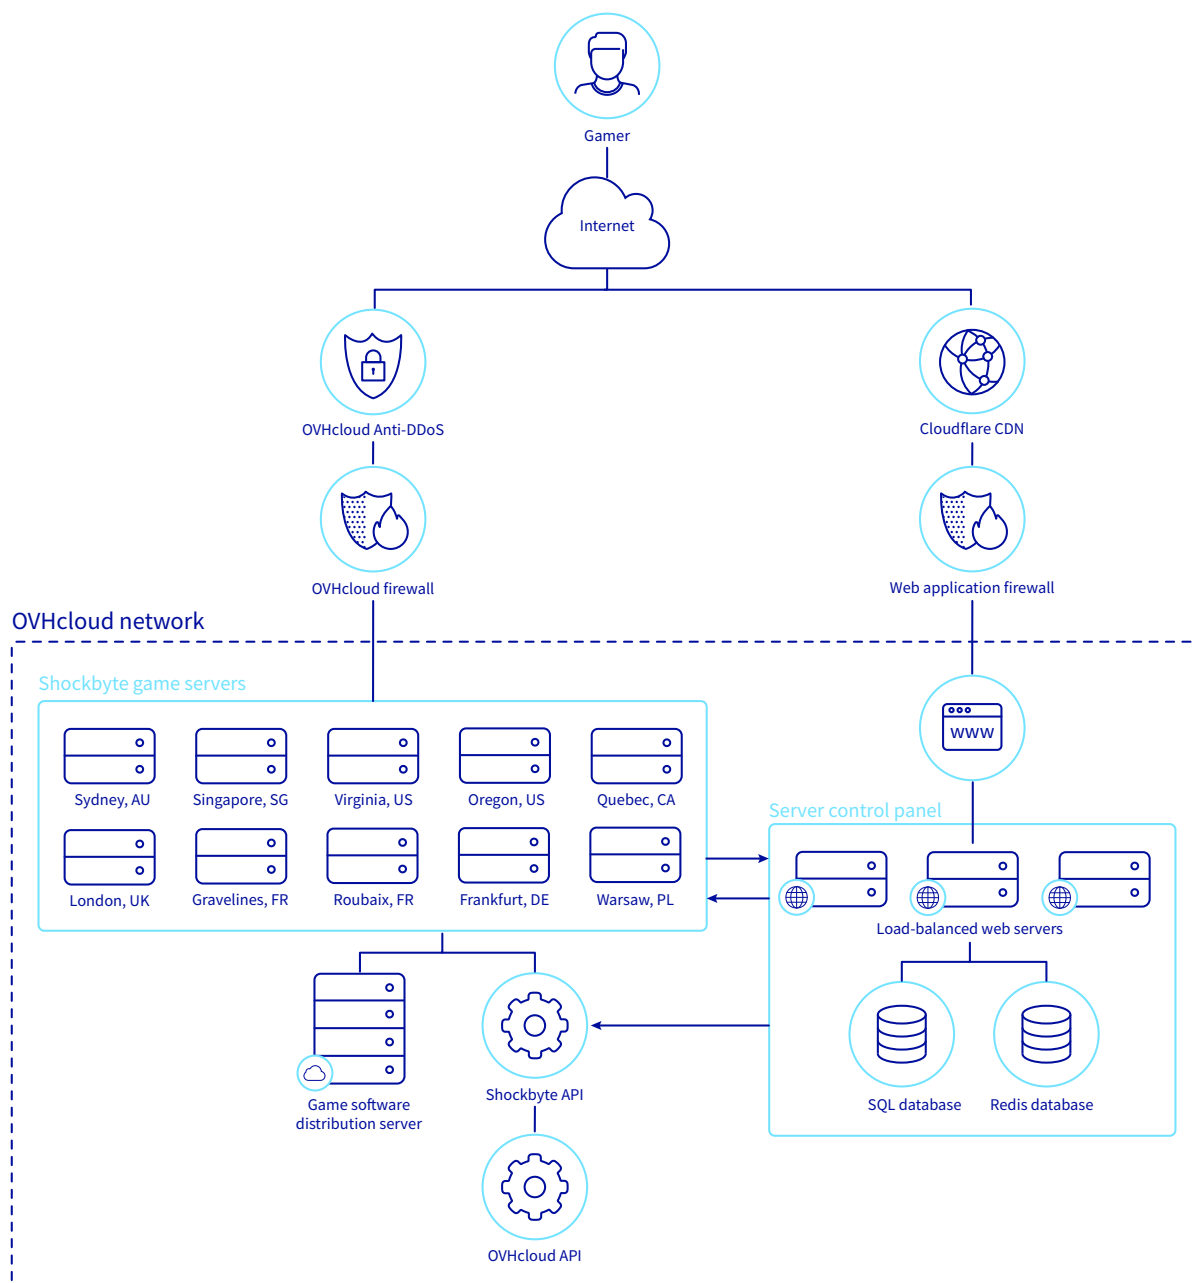 Gamer
Internet
OVHcloud Anti-DDoS
Cloudflare CDN
OVHcloud firewall
Web application firewall
OVHcloud network
Shockbyte game servers
www
Sydney, AU
Singapore, SG
Virginia, US
Oregon, US
Quebec, CA
London, UK
Gravelines, FR
Roubaix, FR
Frankfurt, DE
Warsaw, PL
Server control panel
Load-balanced web servers
SQL database
Redis database
Game software
distribution server
Shockbyte API
OVHcloud API